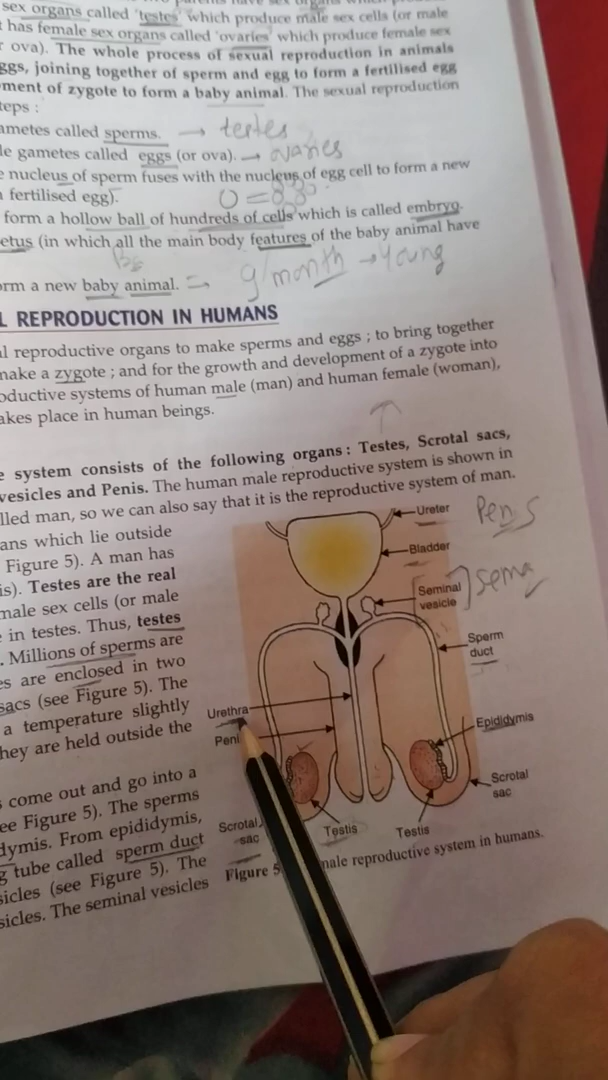 sex organs called 'testes' which produce male sex cells (or male
has female sex organs called 'ovaries' which produce female sex
r ova). The whole process of sexual reproduction in animals
ggs, joining together of sperm and egg to form a fertilised egg
ment of zygote to form a baby animal. The sexual reproduction
teps :
ametes called sperms. → testes
le gametes called eggs (or ova). → ovaries
e nucleus of sperm fuses with the nucleus of egg cell to form a new
fertilised egg).
form a hollow ball of hundreds of cells which is called embryo.
etus (in which all the main body features of the baby animal have
orm a new baby animal. 9/month → Young
L REPRODUCTION IN HUMANS
al reproductive organs to make sperms and eggs ; to bring together
make a zygote ; and for the growth and development of a zygote into
oductive systems of human male (man) and human female (woman),
akes place in human beings.
e system consists of the following organs : Testes, Scrotal sacs,
vesicles and Penis. The human male reproductive system is shown in
lled man, so we can also say that it is the reproductive system of man.
ans which lie outside
Figure 5). A man has
is). Testes are the real
male sex cells (or male
in testes. Thus, testes
. Millions of sperms are
es are enclosed in two
sacs (see Figure 5). The
a temperature slightly
hey are held outside the
come out and go into a
ee Figure 5). The sperms
dymis. From epididymis,
g tube called sperm duct
sicles (see Figure 5). The
sicles. The seminal vesicles
Ureter
Penis
Bladder
Seminal
vesicle
Sema
Sperm
duct
Urethra
Peni
Epididymis
Scrotal
sac
Scrotal
sac
Testis
Testis
Figure 5 male reproductive system in humans.